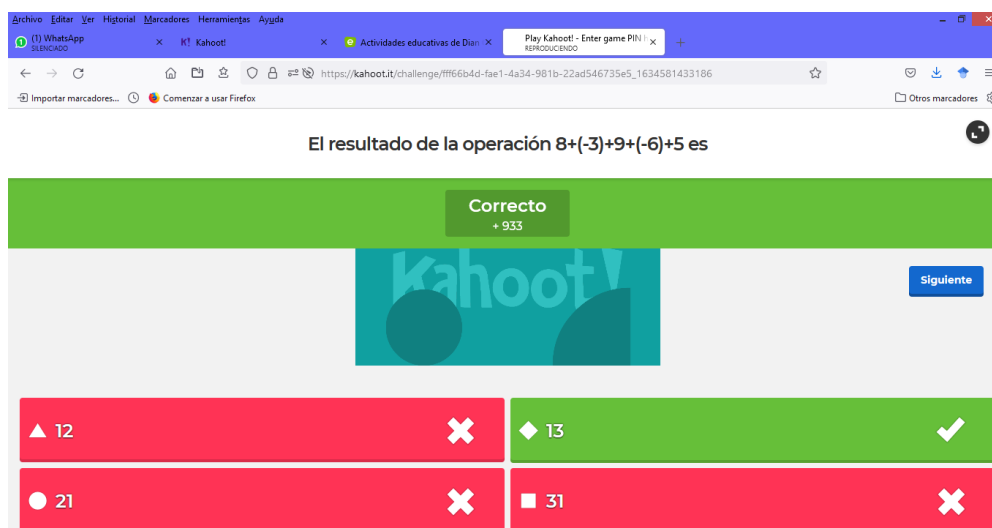 Archivo Editar Ver Historial Marcadores Herramientas Ayuda
(1) WhatsApp
SILENCIADO
K! Kahoot!
Actividades educativas de Dian
Play Kahoot! - Enter game PIN
REPRODUCIENDO
https://kahoot.it/challenge/fff66b4d-fae1-4a34-981b-22ad546735e5_1634581433186
Importar marcadores...
Comenzar a usar Firefox
Otros marcadores
El resultado de la operación 8+(-3)+9+(-6)+5 es
Correcto
+ 933
Kahoot!
Siguiente
12
13
21
31